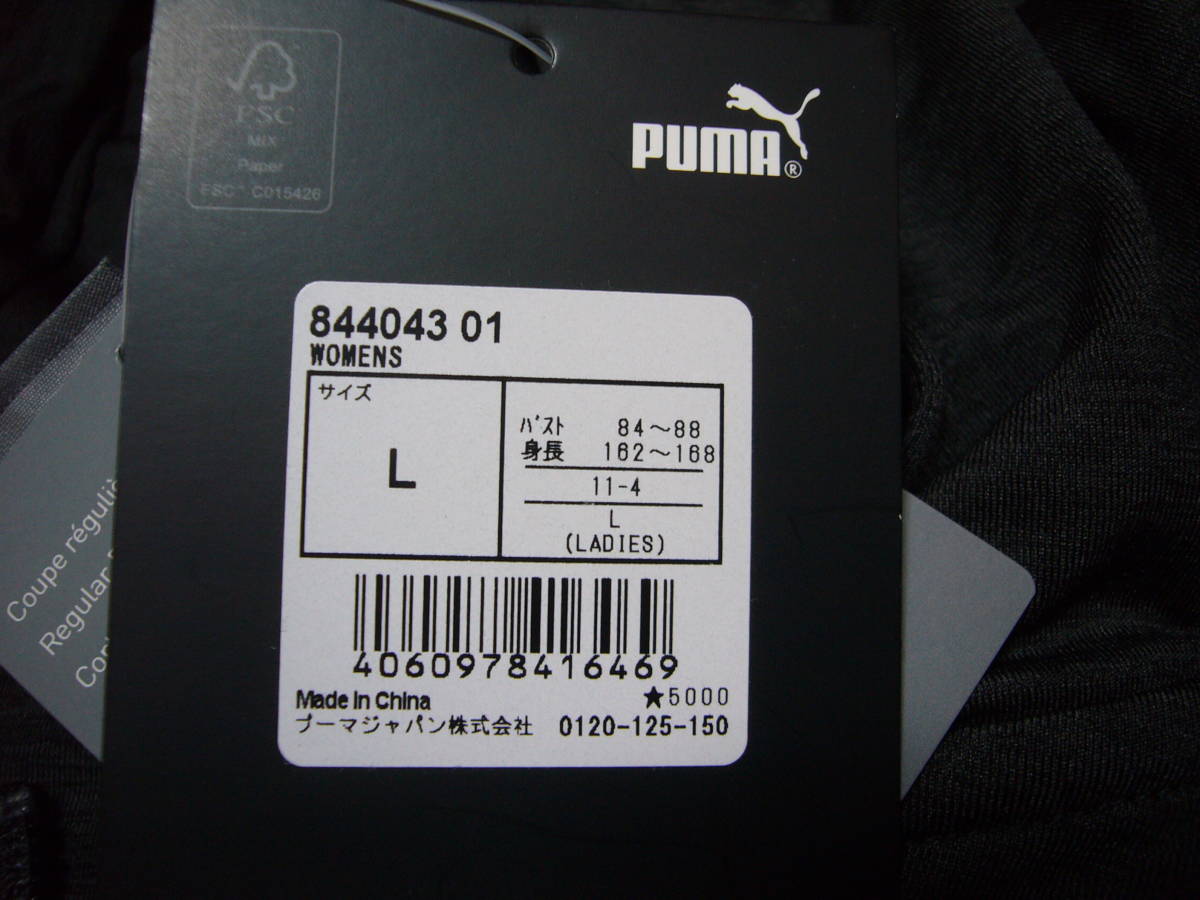 FSC
MIX
Paper
FSC® C015426
PUMA®
844043 01
WOMENS
サイズ
L
バスト 84～88
身長 162～168
11-4
L
(LADIES)
4060978416469
Made in China
★5000
プーマジャパン株式会社 0120-125-150
Coupe réguliè
Regular
Cor